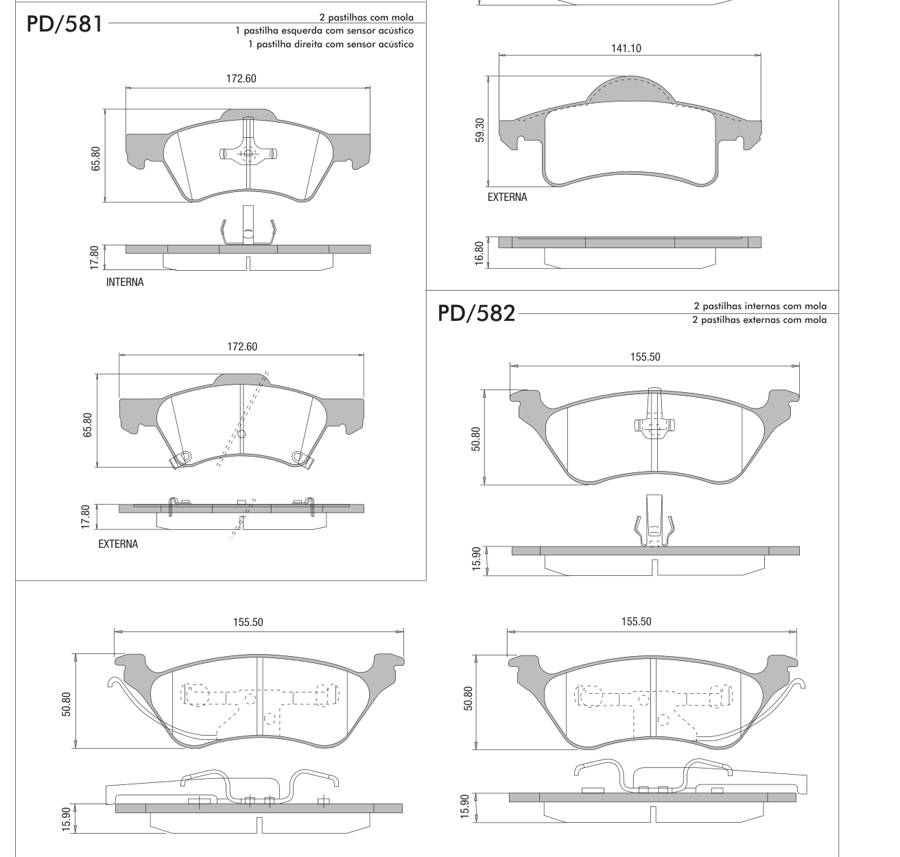 PD/581
2 pastilhas com mola
1 pastilha esquerda com sensor acústico
1 pastilha direita com sensor acústico
172.60
65.80
17.80
INTERNA
172.60
65.80
17.80
EXTERNA
141.10
59.30
EXTERNA
16.80
PD/582
2 pastilhas internas com mola
2 pastilhas externas com mola
155.50
50.80
15.90
155.50
50.80
15.90
155.50
50.80
15.90